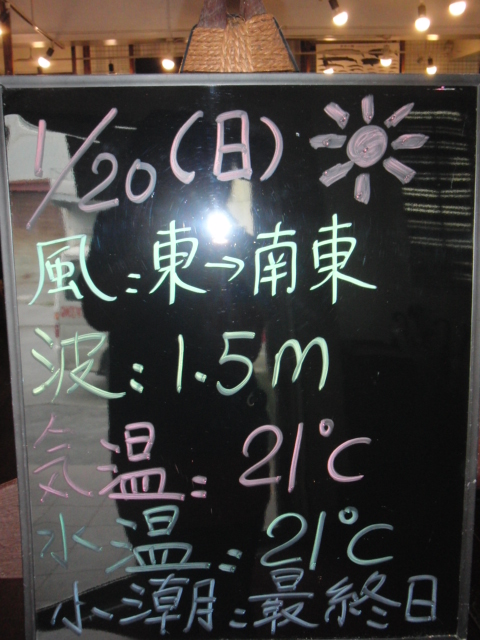 1/20(日)
風:東→南東
波:1.5m
気温:21℃
水温:21℃
小潮:最終日